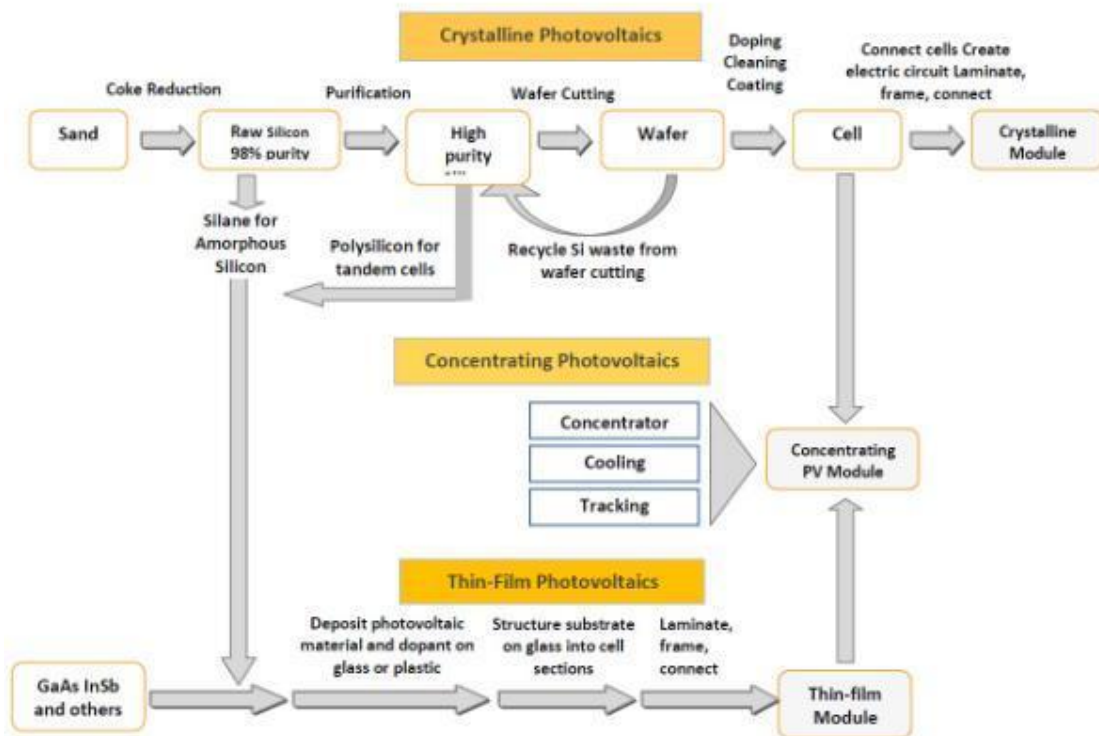 Crystalline Photovoltaics
Coke Reduction
Purification
Wafer Cutting
Doping
Cleaning
Coating
Connect cells Create
electric circuit Laminate,
frame, connect
Sand
Raw Silicon
98% purity
High
purity
Wafer
Cell
Crystalline
Module
Silane for
Amorphous
Silicon
Polysilicon for
tandem cells
Recycle Si waste from
wafer cutting
Concentrating Photovoltaics
Concentrator
Cooling
Tracking
Concentrating
PV Module
Thin-Film Photovoltaics
Deposit photovoltaic
material and dopant on
glass or plastic
Structure substrate
on glass into cell
sections
Laminate,
frame,
connect
GaAs InSb
and others
Thin-film
Module